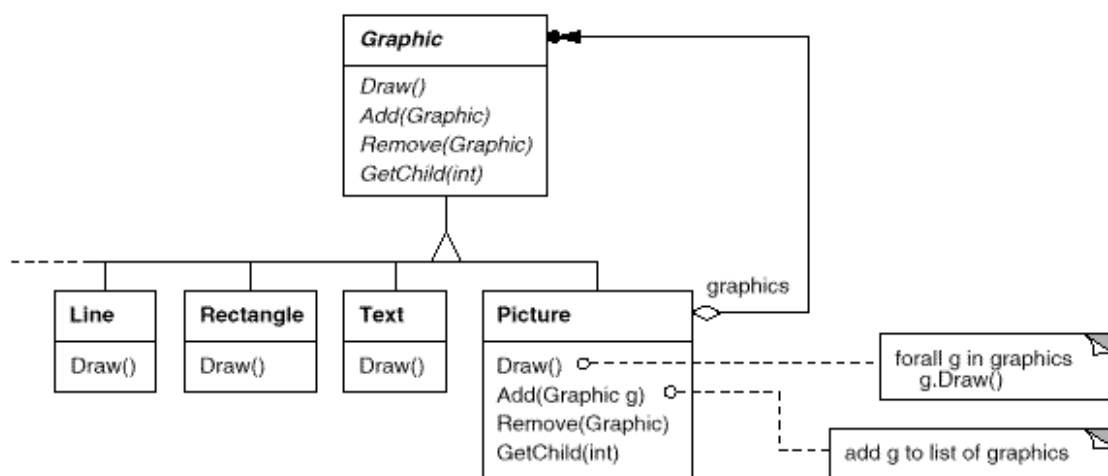 Graphic
Draw()
Add(Graphic)
Remove(Graphic)
GetChild(int)
graphics
Line
Draw()
Rectangle
Draw()
Text
Draw()
Picture
Draw()
Add(Graphic g)
Remove(Graphic)
GetChild(int)
forall g in graphics
g.Draw()
add g to list of graphics